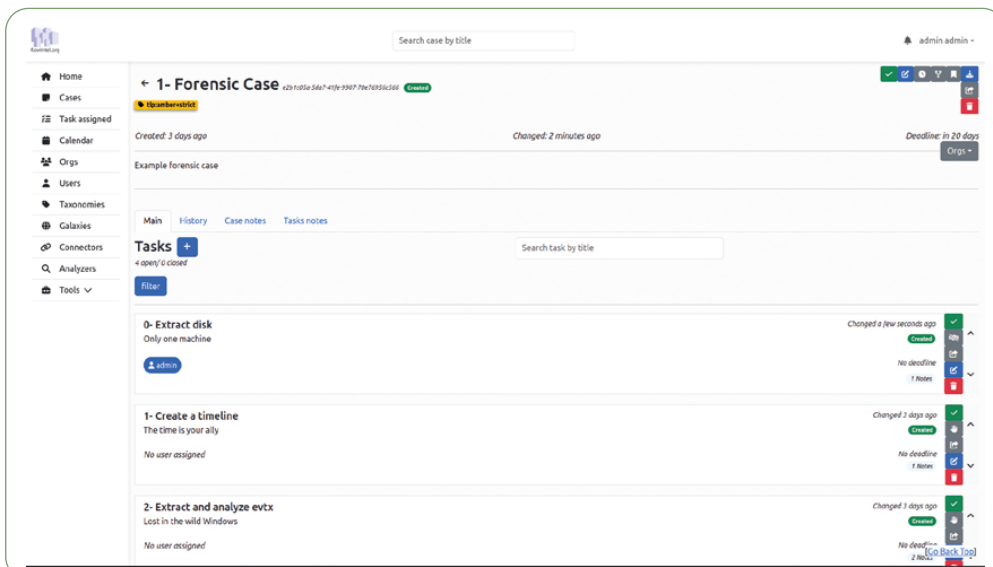 flowintel.org
Search case by title
admin admin
Home
Cases
Task assigned
Calendar
Orgs
Users
Taxonomies
Galaxies
Connectors
Analyzers
Tools
1- Forensic Case Created
tlp:amber+strict
Created: 3 days ago
Changed: 2 minutes ago
Deadline: in 20 days
Orgs
Example forensic case
Main History Case notes Tasks notes
Tasks +
Search task by title
4 open/ 0 closed
filter
0- Extract disk
Only one machine
admin
Changed a few seconds ago
Created
No deadline
1 Notes
1- Create a timeline
The time is your ally
No user assigned
Changed 3 days ago
Created
No deadline
1 Notes
2- Extract and analyze evtx
Lost in the wild Windows
No user assigned
Changed 3 days ago
Created
[Go Back Top]